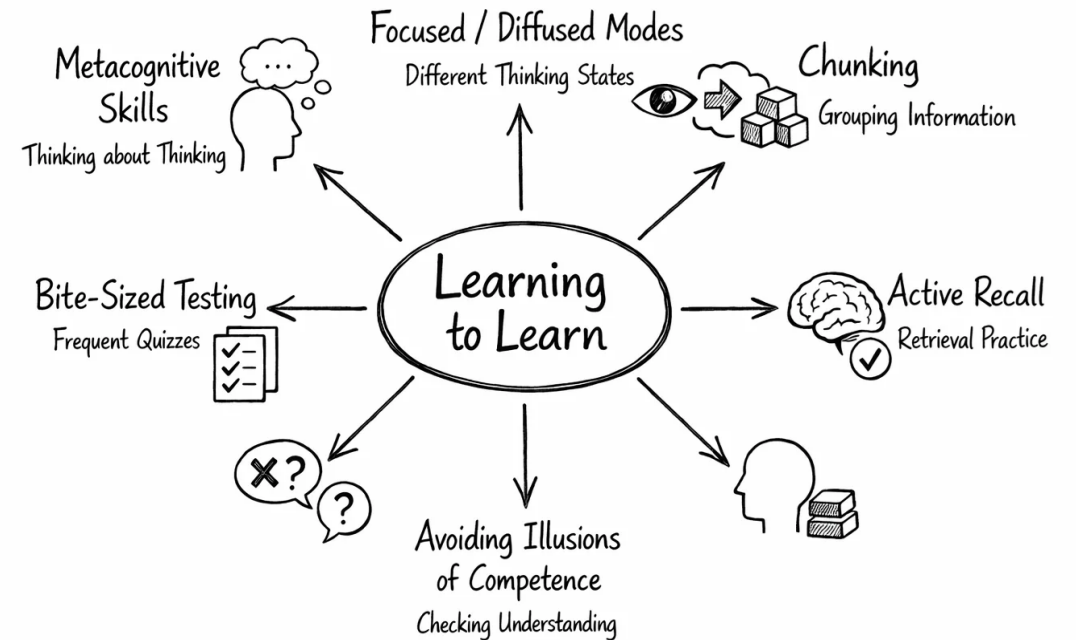 Focused / Diffused Modes
Different Thinking States
Metacognitive
Skills
Thinking about Thinking
...
Chunking
Grouping Information
Learning
to Learn
Bite-Sized Testing
Frequent Quizzes
Active Recall
Retrieval Practice
X?
?
Avoiding Illusions
of Competence
Checking Understanding